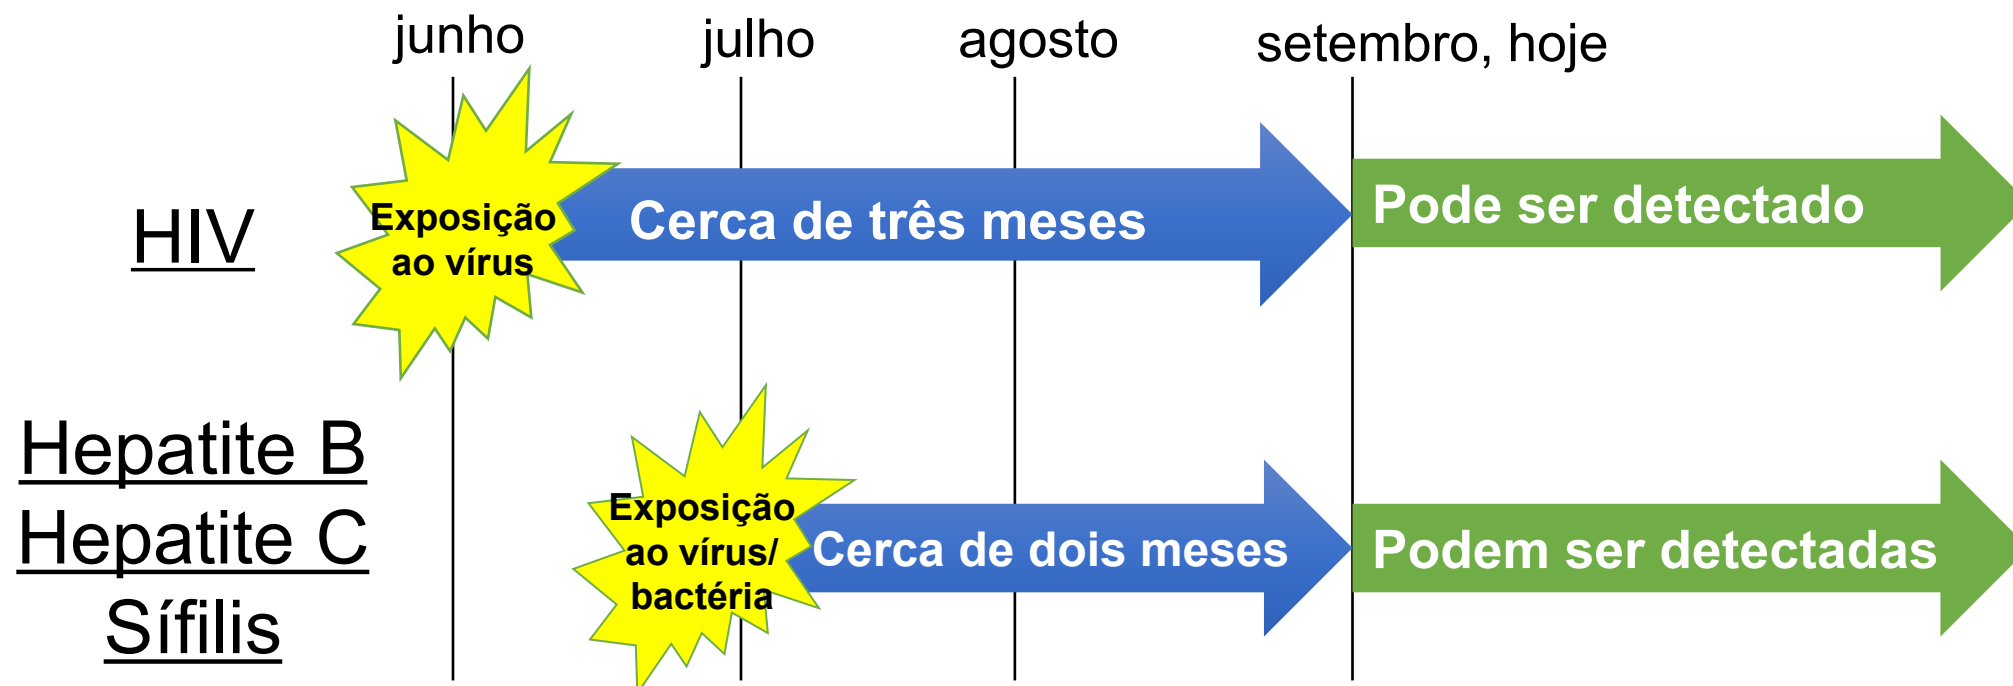 junho
julho
agosto
setembro, hoje
HIV
Exposição
ao vírus
Cerca de três meses
Pode ser detectado
Hepatite B
Hepatite C
Sífilis
Exposição
ao vírus/
bactéria
Cerca de dois meses
Podem ser detectadas